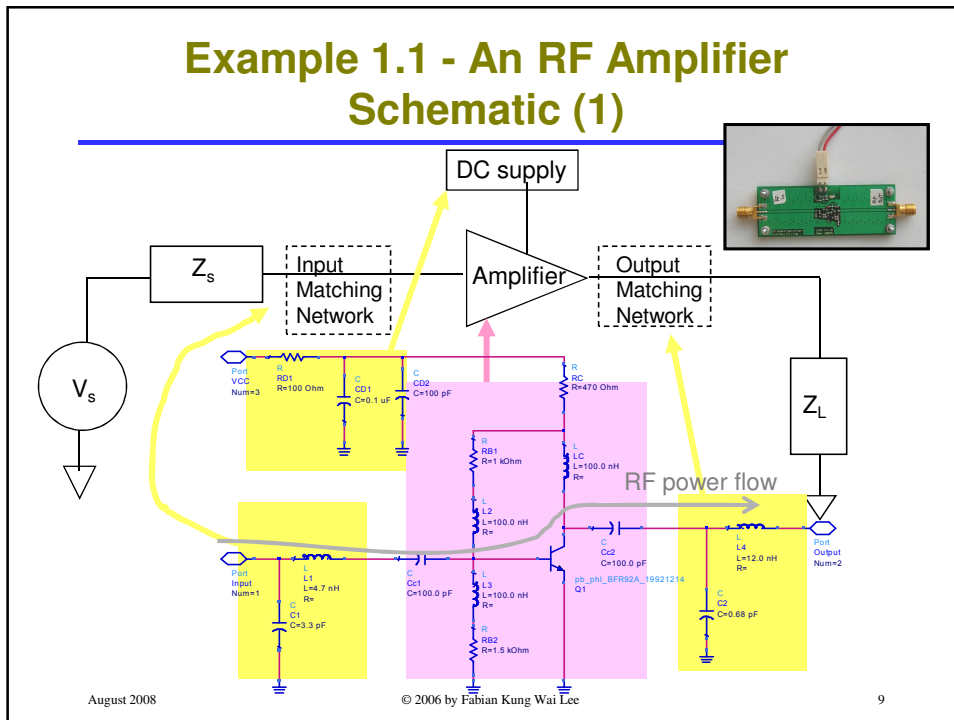 Example 1.1 - An RF Amplifier
Schematic (1)
DC supply
Zs
Input
Matching
Network
Amplifier
Output
Matching
Network
Vs
ZL
Port
VCC
Num=3
R
RD1
R=100 Ohm
C
CD1
C=0.1 uF
C
CD2
C=100 pF
R
RC
R=470 Ohm
R
RB1
R=1 kOhm
L
LC
L=100.0 nH
R=
RF power flow
L
L2
L=100.0 nH
R=
Port
Input
Num=1
L
L1
L=4.7 nH
R=
C
C1
C=3.3 pF
C
Cc1
C=100.0 pF
L
L3
L=100.0 nH
R=
R
RB2
R=1.5 kOhm
C
Cc2
C=100.0 pF
pb_phl_BFR92A_19921214
Q1
L
L4
L=12.0 nH
R=
Port
Output
Num=2
C
C2
C=0.68 pF
August 2008
© 2006 by Fabian Kung Wai Lee
9